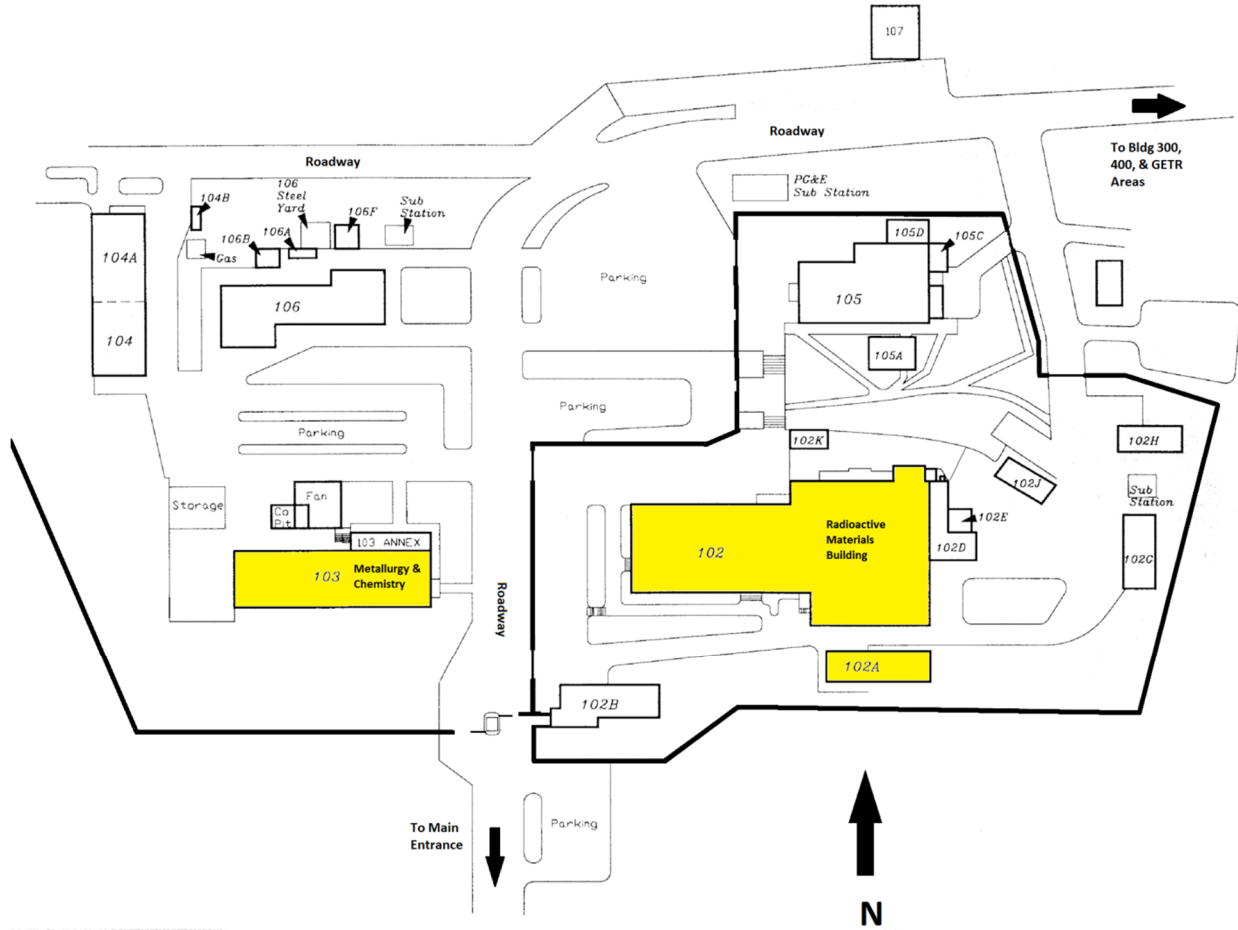 107
Roadway
To Bldg 300,
400, & GETR
Areas
Roadway
PG&E
Sub Station
104B
106
Steel
Yard
106F
Sub
Station
106A
106B
Gas
104A
104
106
Parking
105D
105C
105
105A
Parking
Parking
102K
102H
102J
Sub
Station
Storage
Fan
Co
Pit
103 ANNEX
103
Metallurgy &
Chemistry
Roadway
102
Radioactive
Materials
Building
102E
102D
102G
102A
102B
To Main
Entrance
Parking
N